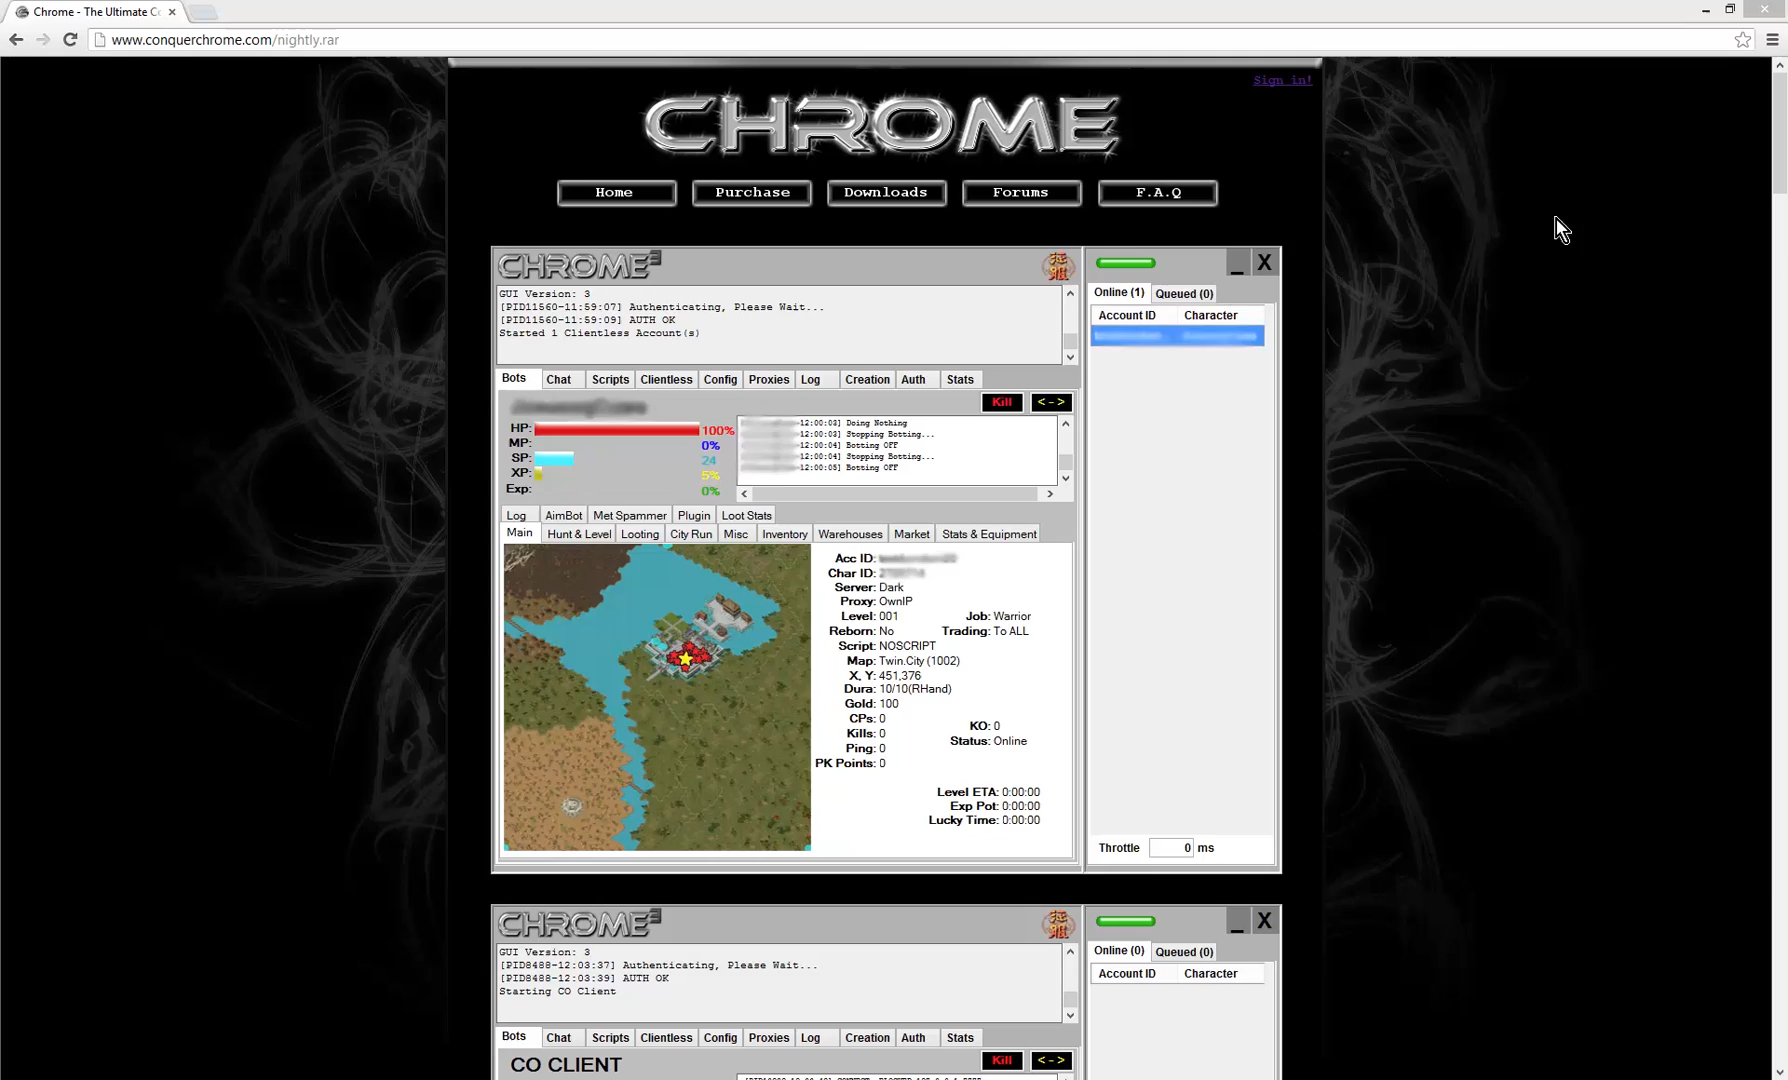 Chrome - The Ultimate C
www.conquerchrome.com/nightly.rar
Sign in!
CHROME
Home Purchase Downloads Forums F.A.Q
CHROME3
X
GUI Version: 3
[PID11560-11:59:07] Authenticating, Please Wait...
[PID11560-11:59:09] AUTH OK
Started 1 Clientless Account(s)
Online (1) Queued (0)
Account ID Character
Bots Chat Scripts Clientless Config Proxies Log Creation Auth Stats
Kill <->
HP: 100%
MP: 0%
SP: 24
XP: 5%
Exp: 0%
-12:00:03] Doing Nothing
-12:00:03] Stopping Botting...
-12:00:04] Botting OFF
-12:00:04] Stopping Botting...
-12:00:05] Botting OFF
Log AimBot Met Spammer Plugin Loot Stats
Main Hunt & Level Looting City Run Misc Inventory Warehouses Market Stats & Equipment
Acc ID:
Char ID:
Server: Dark
Proxy: OwnIP
Level: 001 Job: Warrior
Reborn: No Trading: To ALL
Script: NOSCRIPT
Map: Twin.City (1002)
X, Y: 451,376
Dura: 10/10(RHand)
Gold: 100
CPs: 0 KO: 0
Kills: 0 Status: Online
Ping: 0
PK Points: 0
Level ETA: 0:00:00
Exp Pot: 0:00:00
Lucky Time: 0:00:00
Throttle 0 ms
CHROME3
X
GUI Version: 3
[PID8488-12:03:37] Authenticating, Please Wait...
[PID8488-12:03:39] AUTH OK
Starting CO Client
Online (0) Queued (0)
Account ID Character
Bots Chat Scripts Clientless Config Proxies Log Creation Auth Stats
CO CLIENT Kill <->